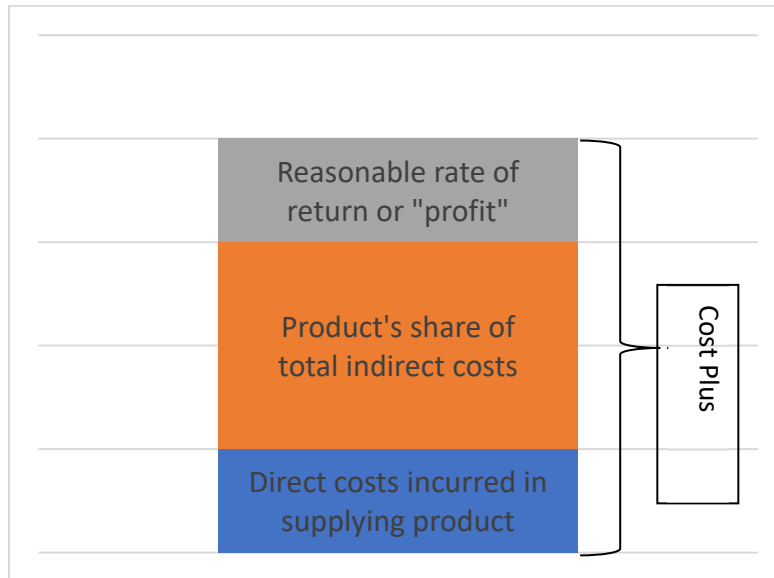 Reasonable rate of
return or "profit"
Product's share of
total indirect costs
Direct costs incurred in
supplying product
Cost Plus